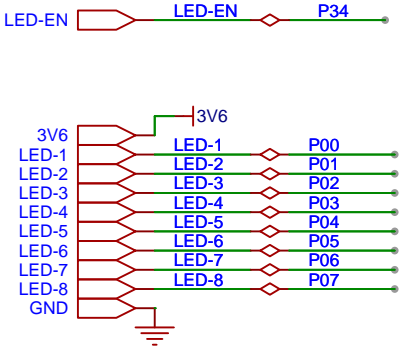 LED-EN LED-EN P34
3V6
3V6
LED-1 LED-1 P00
LED-2 LED-2 P01
LED-3 LED-3 P02
LED-4 LED-4 P03
LED-5 LED-5 P04
LED-6 LED-6 P05
LED-7 LED-7 P06
LED-8 LED-8 P07
GND